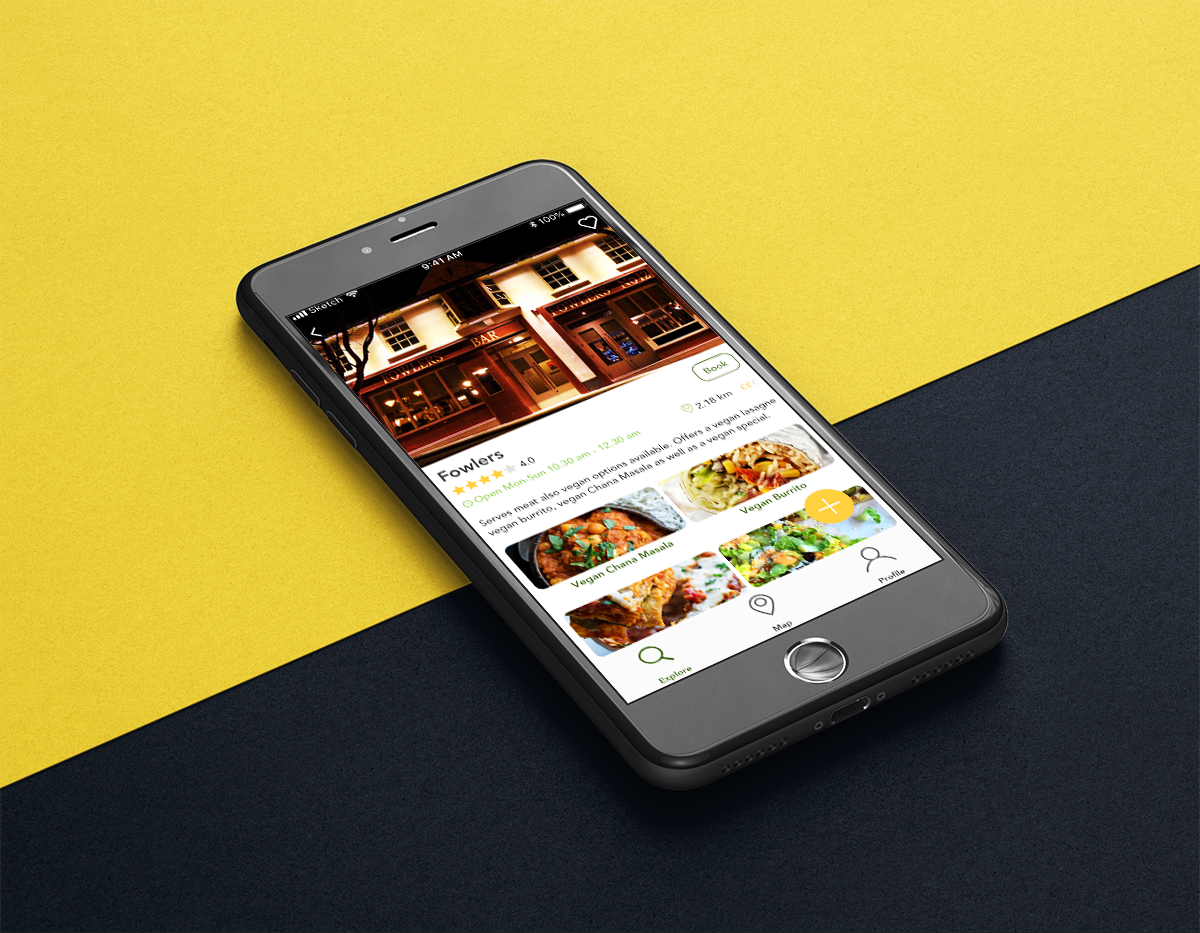 Sketch 9:41 AM 100%
FOWLERS BAR FOWLERS
Book
Fowlers
4.0
2.18 km €€
Open Mon-Sun 10.30 am - 12.30 am
Serves meat also vegan options available. Offers a vegan lasagne
vegan burrito, vegan Chana Masala as well as a vegan special.
Vegan Chana Masala
Vegan Burrito
Explore
Map
Profile